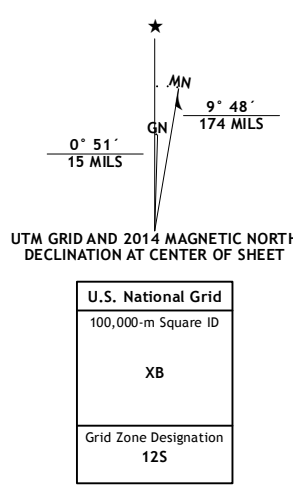 ★
MN
GN
9° 48´
174 MILS
0° 51´
15 MILS
UTM GRID AND 2014 MAGNETIC NORTH
DECLINATION AT CENTER OF SHEET
U.S. National Grid
100,000-m Square ID
XB
Grid Zone Designation
12S